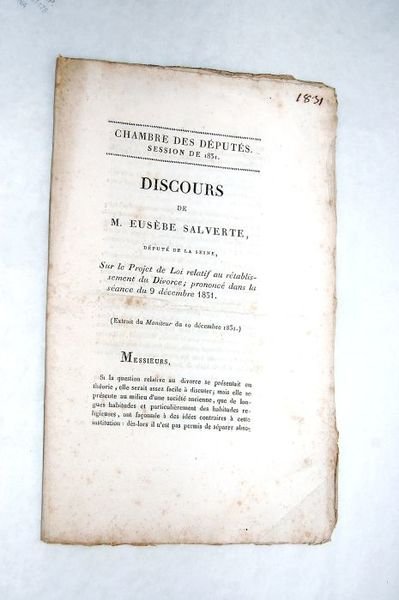 1831
CHAMBRE DES DÉPUTÉS.
SESSION DE 1831.
DISCOURS
DE
M. EUSÈBE SALVERTE,
DÉPUTÉ DE LA SEINE,
Sur le Projet de Loi relatif au rétablis-
sement du Divorce; prononcé dans la
séance du 9 décembre 1831.
(Extrait du Moniteur du 10 décembre 1831.)
MESSIEURS,
Si la question relative au divorce se présentait en
théorie, elle serait assez facile à discuter; mais elle se
présente au milieu d'une société ancienne, que de lon-
gues habitudes et particulièrement des habitudes re-
ligieuses, ont façonnée à des idées contraires à cette
institution: dès-lors il n'est pas permis de séparer abso-